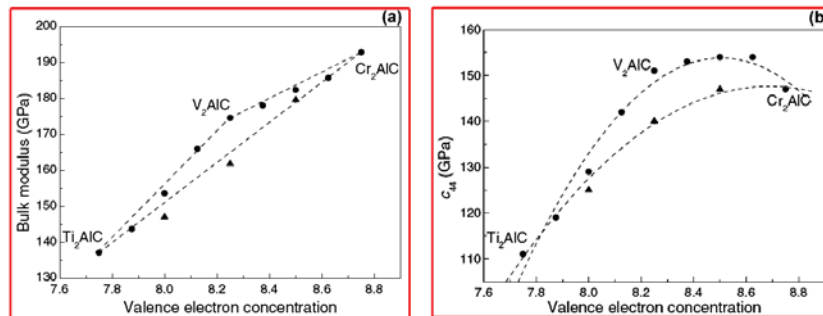 (a)
200
190
180
170
160
150
140
130
Bulk modulus (GPa)
Ti₂AlC
V₂AlC
Cr₂AlC
7.6 7.8 8.0 8.2 8.4 8.6 8.8
Valence electron concentration
(b)
160
150
140
130
120
110
c₄₄ (GPa)
Ti₂AlC
V₂AlC
Cr₂AlC
7.6 7.8 8.0 8.2 8.4 8.6 8.8
Valence electron concentration